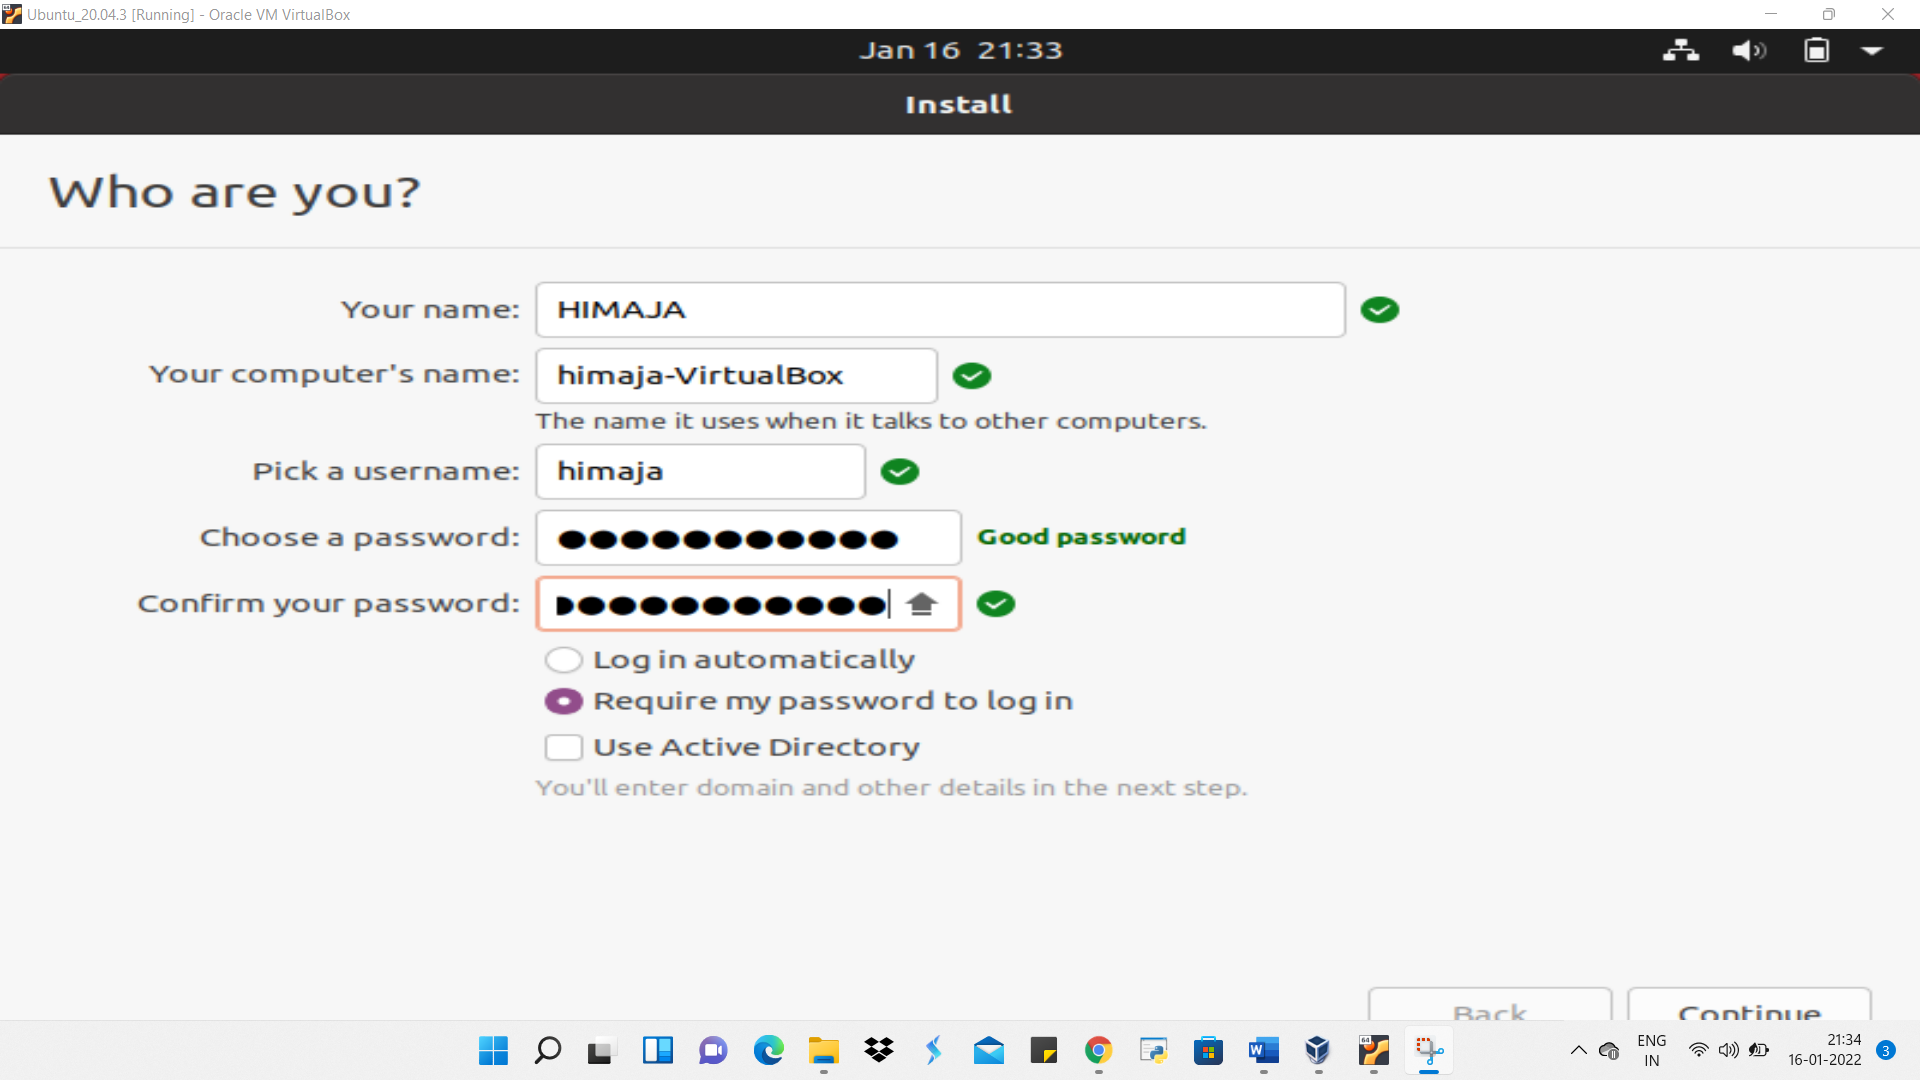 Ubuntu_20.04.3 [Running] - Oracle VM VirtualBox
Jan 16 21:33
Install
Who are you?
Your name: HIMAJA
Your computer's name: himaja-VirtualBox
The name it uses when it talks to other computers.
Pick a username: himaja
Choose a password: ●●●●●●●●●●● Good password
Confirm your password: ●●●●●●●●●●●
Log in automatically
Require my password to log in
Use Active Directory
You'll enter domain and other details in the next step.
Back Continue
ENG 21:34
IN 16-01-2022 3